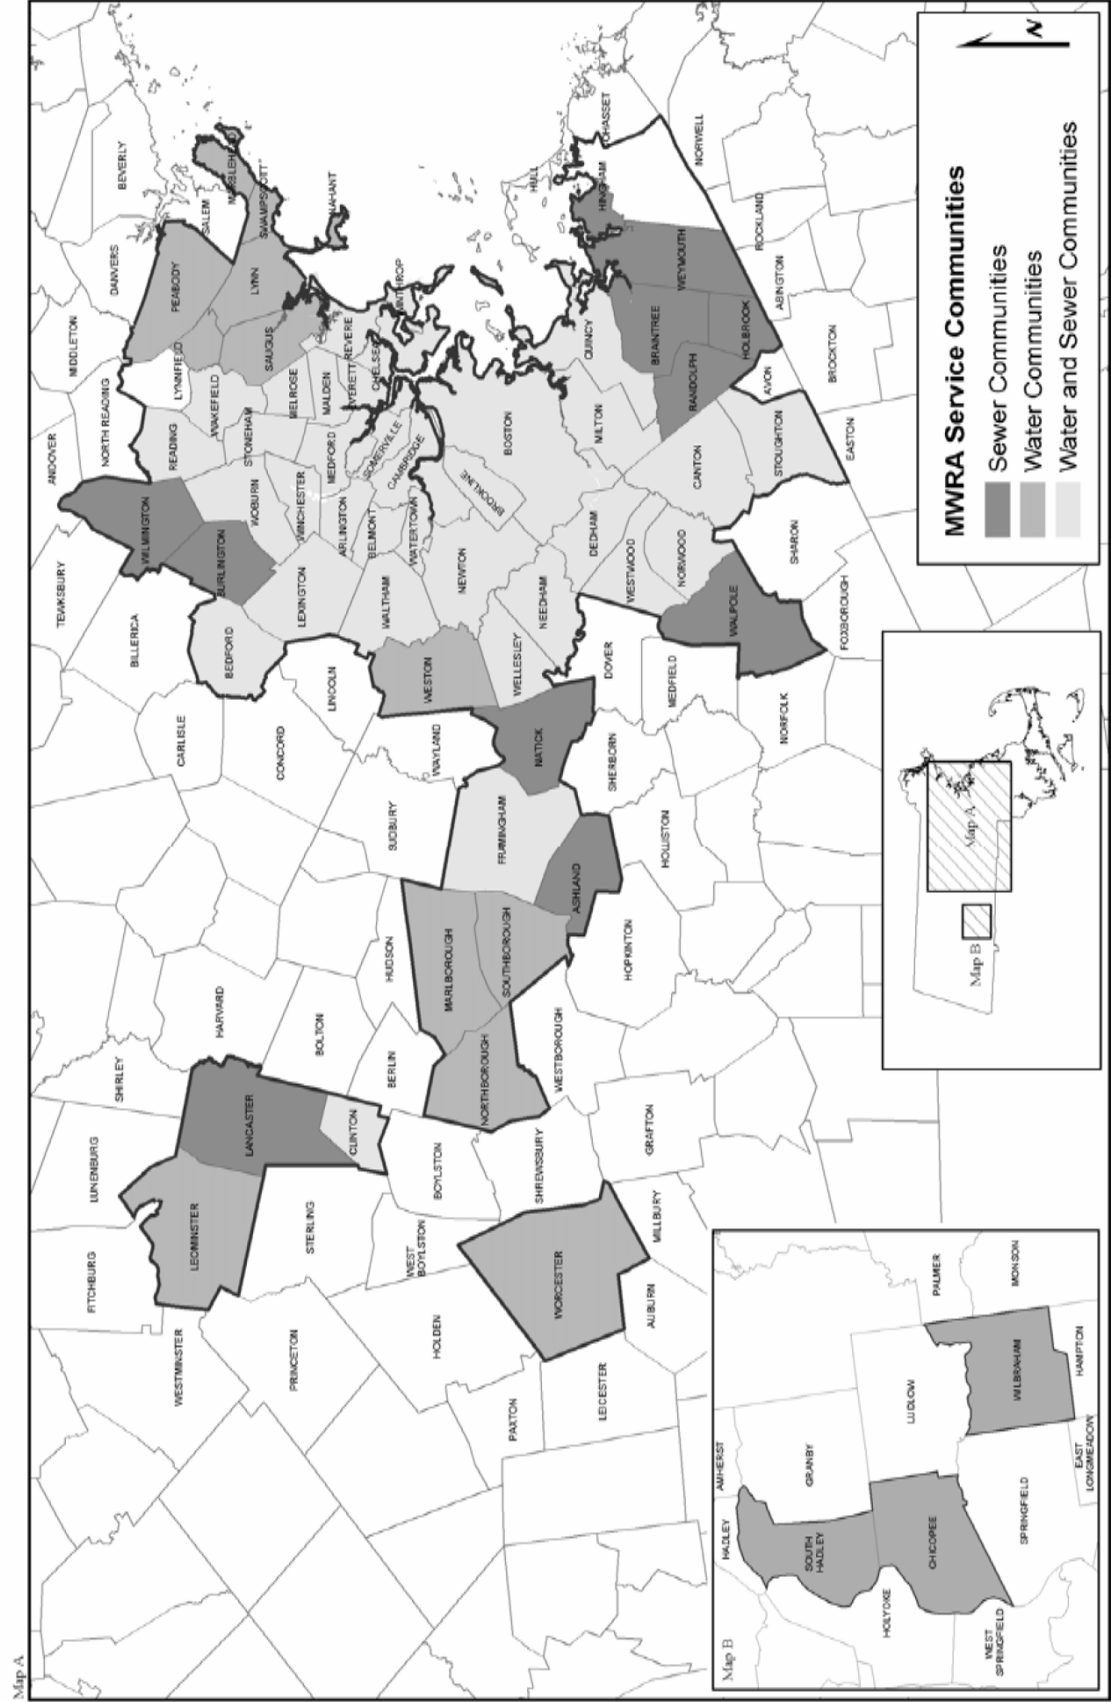 Map A
FITCHBURG
LUNENBURG
SHIRLEY
TEWKSBURY
ANDOVER
MIDDLETON
NORTH READING
DANVERS
BEVERLY
WESTMINSTER
LEOMINSTER
LANCASTER
HARVARD
CARLISLE
BILLERICA
WILMINGTON
READING
LYNNFIELD
PEABODY
SALEM
BURLINGTON
WAKEFIELD
SWAMPSCOTT
BEDFORD
WOBURN
STONEHAM
SAUGUS
LYNN
PRINCETON
STERLING
BOLTON
CONCORD
LEXINGTON
WINCHESTER
MELROSE
LINCOLN
ARLINGTON
MEDFORD
MALDEN
REVERE
CLINTON
BERLIN
HUDSON
SUDBURY
WALTHAM
BELMONT
SOMERVILLE
CHELSEA
WATERTOWN
CAMBRIDGE
HOLDEN
WEST
BOYLSTON
BOYLSTON
MARLBOROUGH
WAYLAND
WESTON
NEWTON
BROOKLINE
BOSTON
PAXTON
NORTHBOROUGH
SOUTHBOROUGH
FRAMINGHAM
WELLESLEY
NEEDHAM
HULL
WORCESTER
SHREWSBURY
WESTBOROUGH
ASHLAND
NATICK
DEDHAM
MILTON
QUINCY
HINGHAM
LEICESTER
HOPKINTON
SHERBORN
DOVER
WESTWOOD
AUBURN
MILLBURY
GRAFTON
HOLLISTON
MEDFIELD
NORWOOD
CANTON
RANDOLPH
BRAINTREE
WEYMOUTH
NORWELL
HOLBROOK
WALPOLE
NORFOLK
SHARON
STOUGHTON
AVON
ABINGTON
ROCKLAND
FOXBOROUGH
EASTON
BROCKTON
MWRA Service Communities
Sewer Communities
Water Communities
Water and Sewer Communities
N
Map B
Map A
Map B
HADLEY
AMHERST
SOUTH
HADLEY
GRANBY
HOLYOKE
CHICOPEE
LUDLOW
PALMER
WEST
SPRINGFIELD
SPRINGFIELD
WILBRAHAM
MONSON
EAST
LONGMEADOW
HAMPTON